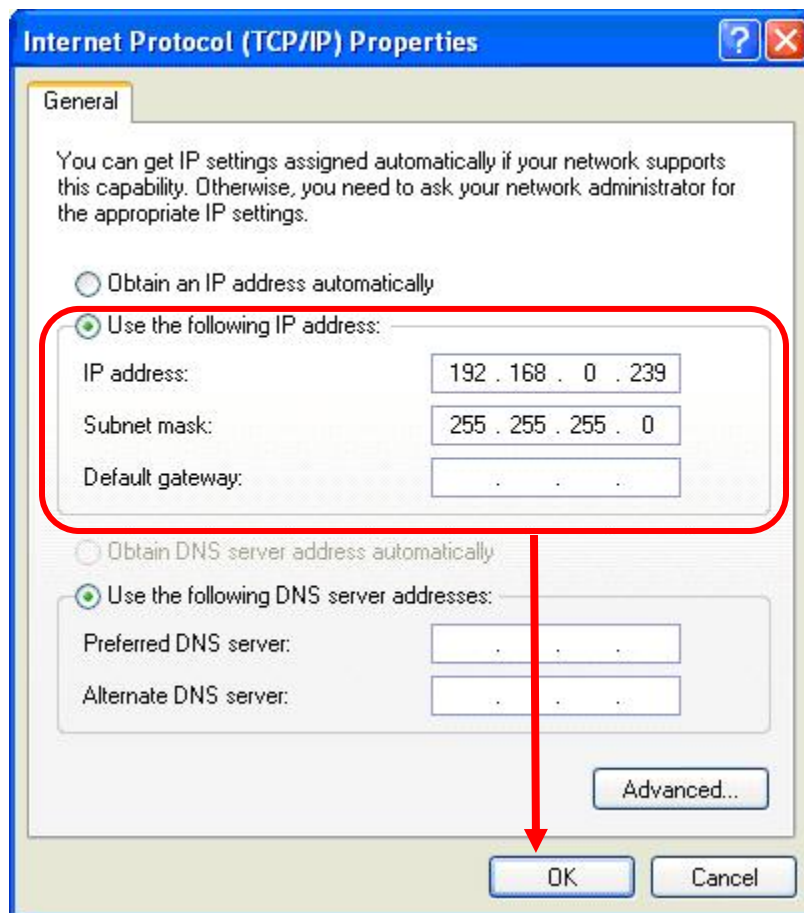 Internet Protocol (TCP/IP) Properties
General
You can get IP settings assigned automatically if your network supports
this capability. Otherwise, you need to ask your network administrator for
the appropriate IP settings.
Obtain an IP address automatically
Use the following IP address:
IP address: 192 . 168 . 0 . 239
Subnet mask: 255 . 255 . 255 . 0
Default gateway: . . .
Obtain DNS server address automatically
Use the following DNS server addresses:
Preferred DNS server: . . .
Alternate DNS server: . . .
Advanced...
OK Cancel